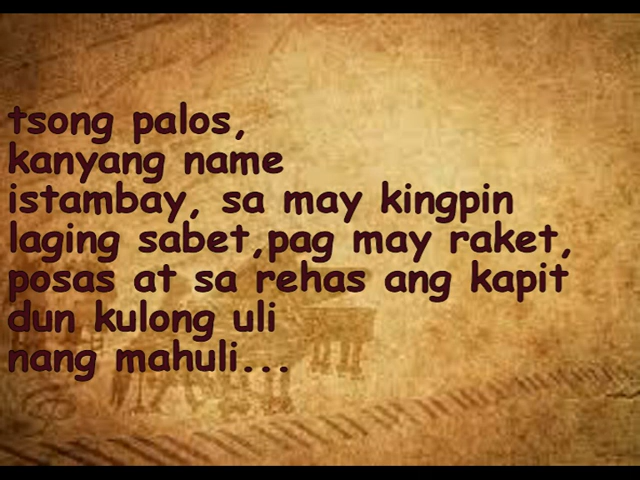 tsong palos,
kanyang name
istambay, sa may kingpin
laging sabet,pag may raket,
posas at sa rehas ang kapit
dun kulong uli
nang mahuli...